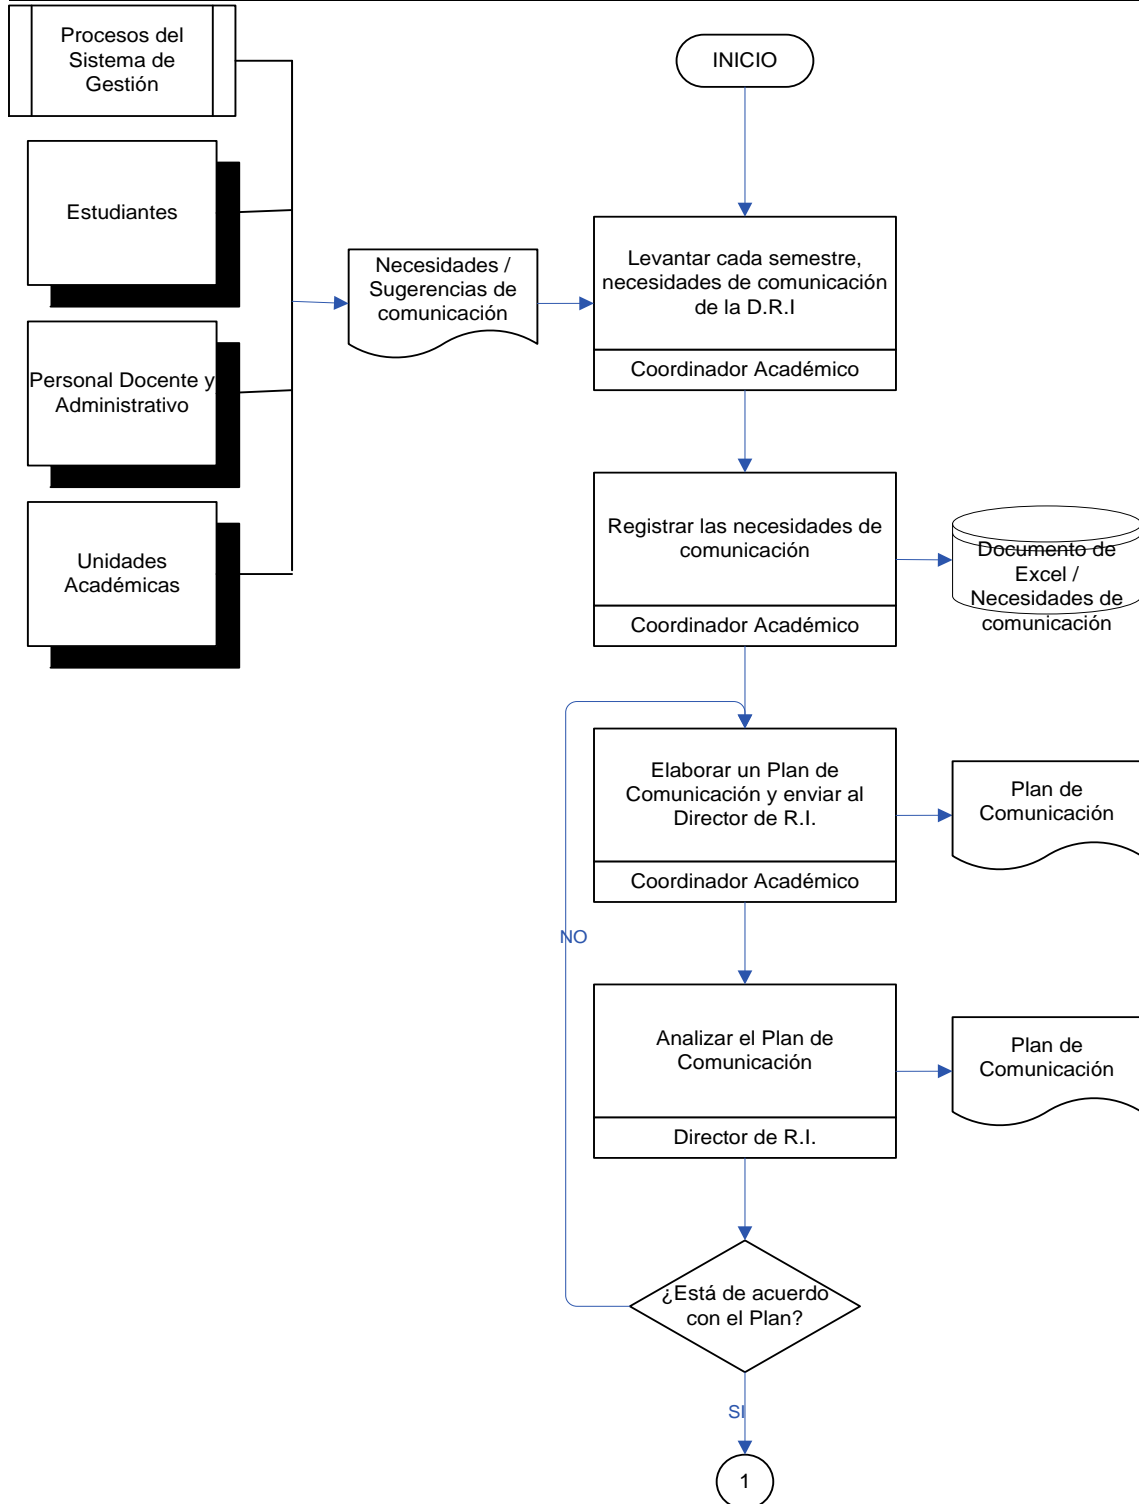 Procesos del
Sistema de
Gestión
INICIO
Estudiantes
Necesidades /
Sugerencias de
comunicación
Levantar cada semestre,
necesidades de comunicación
de la D.R.I
Coordinador Académico
Personal Docente y
Administrativo
Unidades
Académicas
Registrar las necesidades de
comunicación
Coordinador Académico
Documento de
Excel /
Necesidades de
comunicación
Elaborar un Plan de
Comunicación y enviar al
Director de R.I.
Coordinador Académico
Plan de
Comunicación
NO
Analizar el Plan de
Comunicación
Director de R.I.
Plan de
Comunicación
¿Está de acuerdo
con el Plan?
SI
1